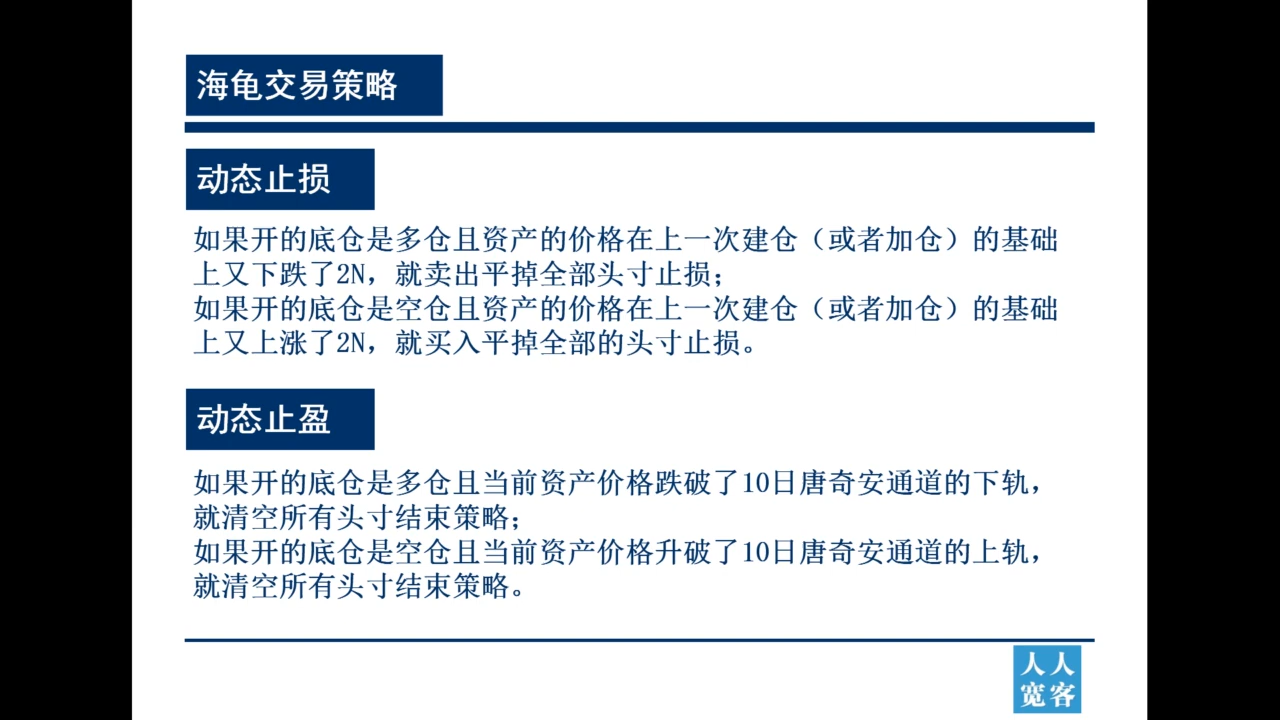 海龟交易策略
动态止损
如果开的底仓是多仓且资产的价格在上一次建仓（或者加仓）的基础
上又下跌了2N，就卖出平掉全部头寸止损；
如果开的底仓是空仓且资产的价格在上一次建仓（或者加仓）的基础
上又上涨了2N，就买入平掉全部的头寸止损。
动态止盈
如果开的底仓是多仓且当前资产价格跌破了10日唐奇安通道的下轨，
就清空所有头寸结束策略；
如果开的底仓是空仓且当前资产价格升破了10日唐奇安通道的上轨，
就清空所有头寸结束策略。
人人
宽客